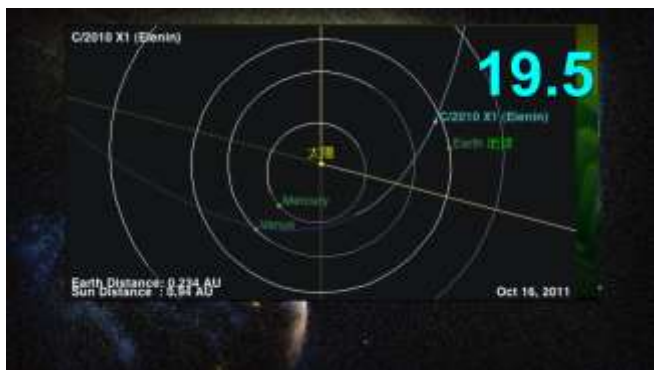 C/2010 X1 (Elenin)
19.5
C/2010 X1 (Elenin)
Earth 地球
太陽
Mercury
Venus
Earth Distance: 0.234 AU
Sun Distance : 0.94 AU
Oct 16, 2011